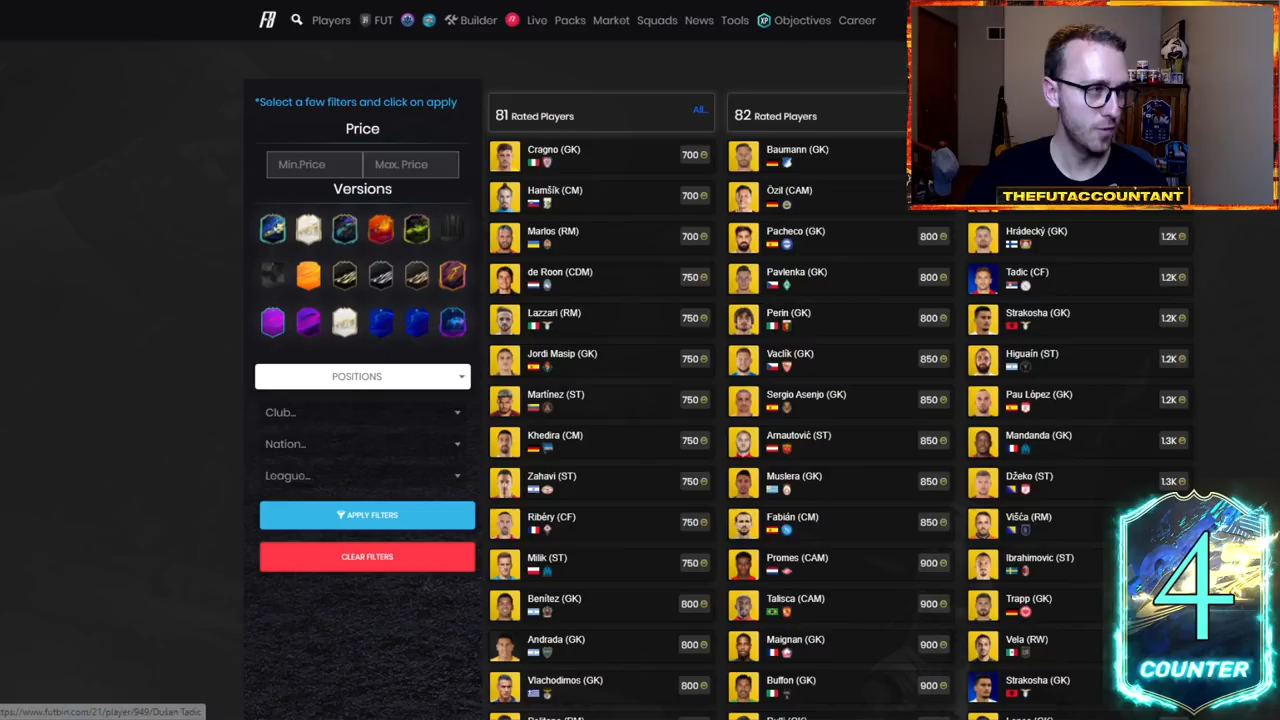 Players FUT Builder Live Packs Market Squads News Tools XP Objectives Career
*Select a few filters and click on apply
Price
Min.Price Max. Price
Versions
POSITIONS
Club...
Nation...
League...
APPLY FILTERS
CLEAR FILTERS
81 Rated Players All...
Cragno (GK) 700
Hamšík (CM) 700
Marlos (RM) 700
de Roon (CDM) 750
Lazzari (RM) 750
Jordi Masip (GK) 750
Martínez (ST) 750
Khedira (CM) 750
Zahavi (ST) 750
Ribéry (CF) 750
Milik (ST) 750
Benítez (GK) 800
Andrada (GK) 800
Vlachodimos (GK) 800
82 Rated Players
Baumann (GK)
Özil (CAM)
Pacheco (GK) 800
Pavlenka (GK) 800
Perin (GK) 800
Vaclík (GK) 850
Sergio Asenjo (GK) 850
Arnautović (ST) 850
Muslera (GK) 850
Fabián (CM) 850
Promes (CAM) 900
Talisca (CAM) 900
Maignan (GK) 900
Buffon (GK) 900
Hrádecký (GK) 1.2K
Tadic (CF) 1.2K
Strakosha (GK) 1.2K
Higuaín (ST) 1.2K
Pau López (GK) 1.2K
Mandanda (GK) 1.3K
Džeko (ST) 1.3K
Višća (RM)
Ibrahimovic (ST)
Trapp (GK)
Vela (RW)
Strakosha (GK)
THEFUTACCOUNTANT
4
COUNTER
ttps://www.futbin.com/21/player/949/Dušan Tadić